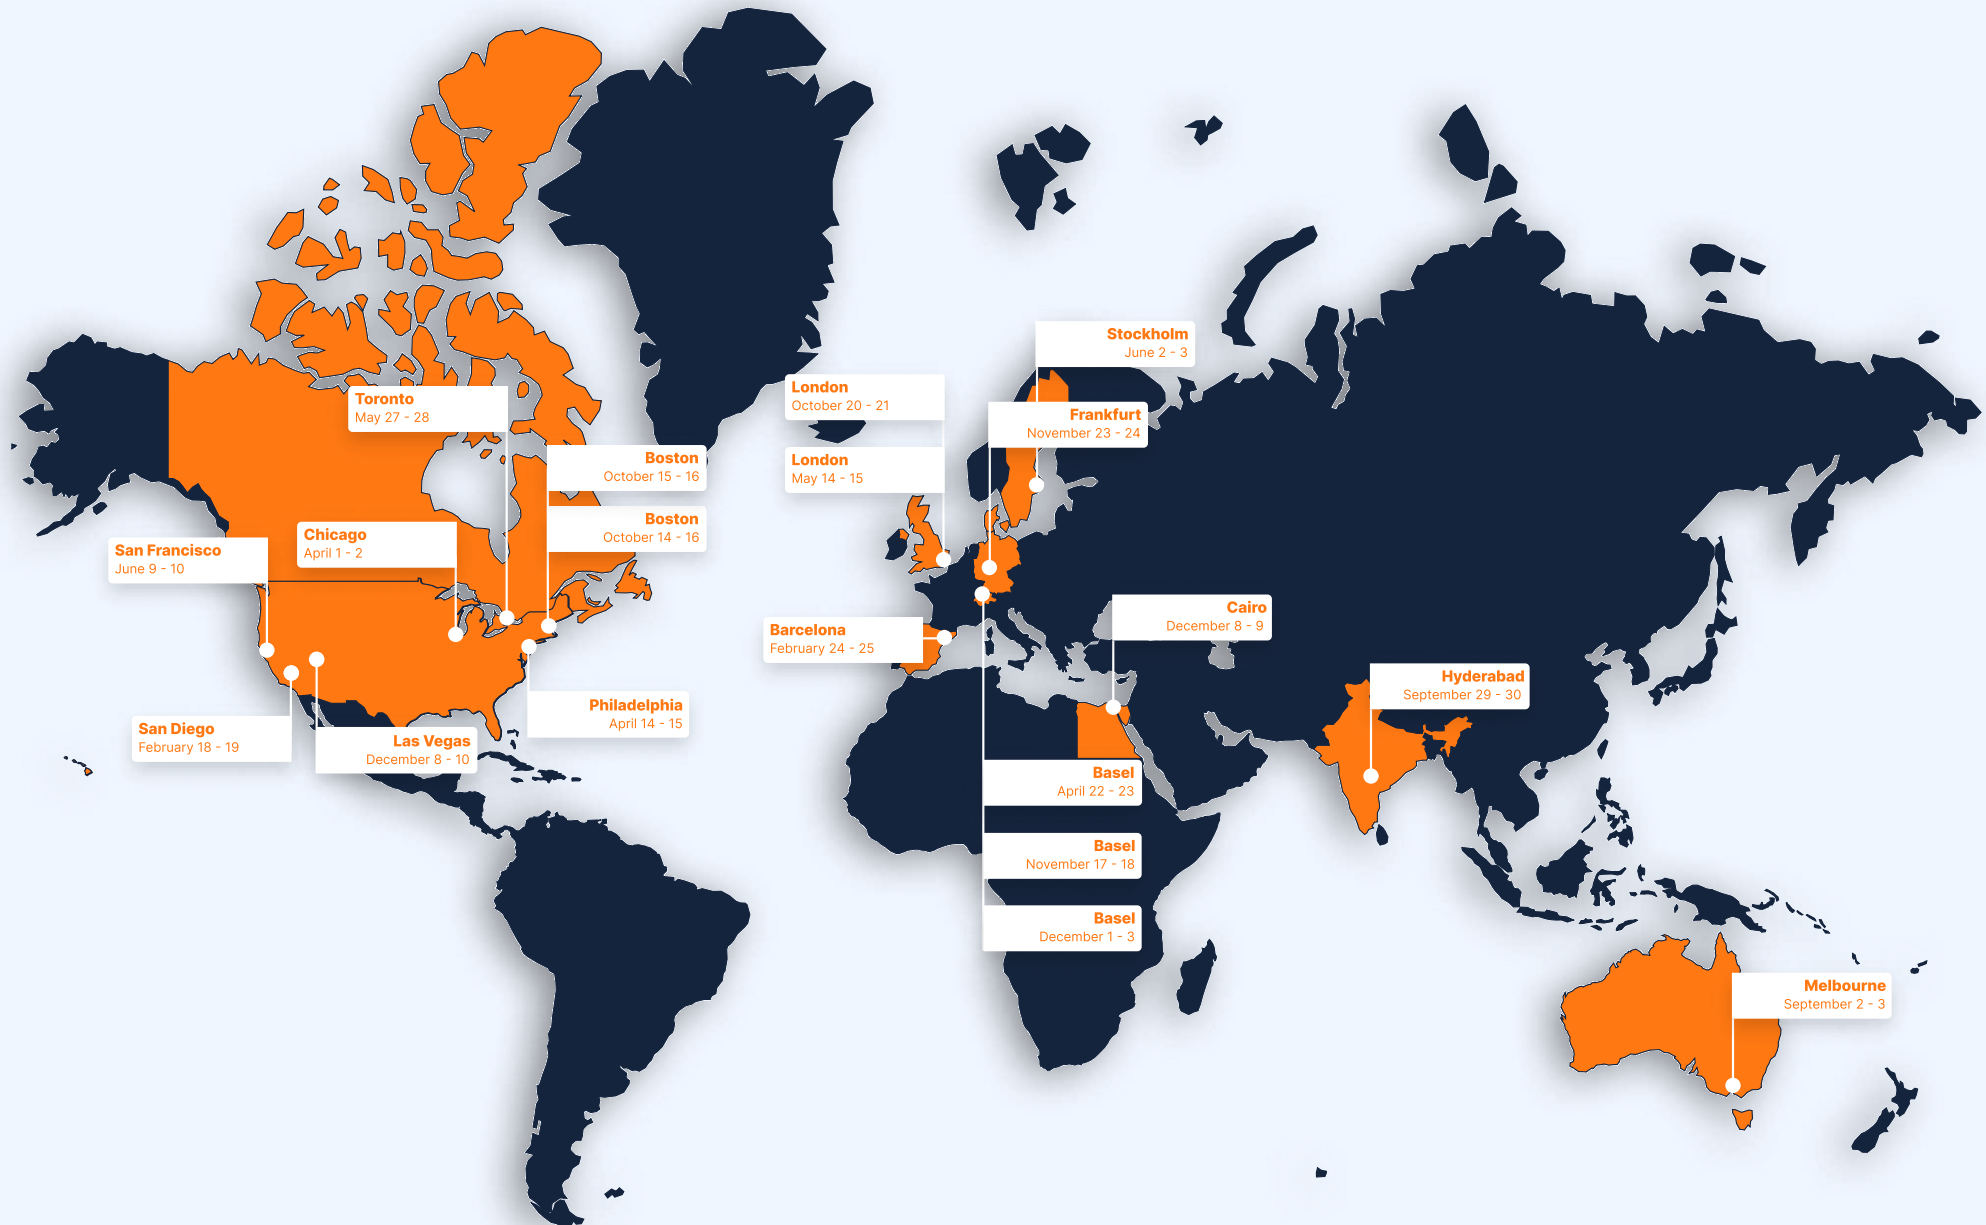 Stockholm
June 2 - 3
London
October 20 - 21
Toronto
May 27 - 28
Frankfurt
November 23 - 24
Boston
October 15 - 16
London
May 14 - 15
Boston
October 14 - 16
Chicago
April 1 - 2
San Francisco
June 9 - 10
Cairo
December 8 - 9
Barcelona
February 24 - 25
Hyderabad
September 29 - 30
Philadelphia
April 14 - 15
San Diego
February 18 - 19
Las Vegas
December 8 - 10
Basel
April 22 - 23
Basel
November 17 - 18
Basel
December 1 - 3
Melbourne
September 2 - 3